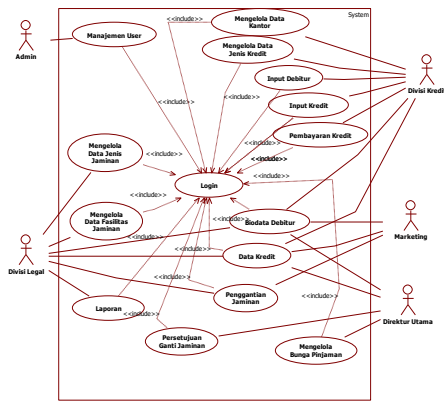 System
<<include>>
Mengelola Data
Kantor
Manajemen User
Mengelola Data
Jenis Kredit
Admin
<<include>>
Input Debitur
Divisi Kredit
<<include>>
<<include>>
Input Kredit
<<include>>
Pembayaran Kredit
<<include>>
Mengelola
Data Jenis
Jaminan
<<include>>
<<include>>
<<include>>
Login
<<include>>
<<include>>
Mengelola
Data Fasilitas
Jaminan
Biodata Debitur
Marketing
<<include>>
Data Kredit
Divisi Legal
<<include>>
Penggantian
Jaminan
<<include>>
Laporan
<<include>>
Direktur Utama
Persetujuan
Ganti Jaminan
Mengelola
Bunga Pinjaman